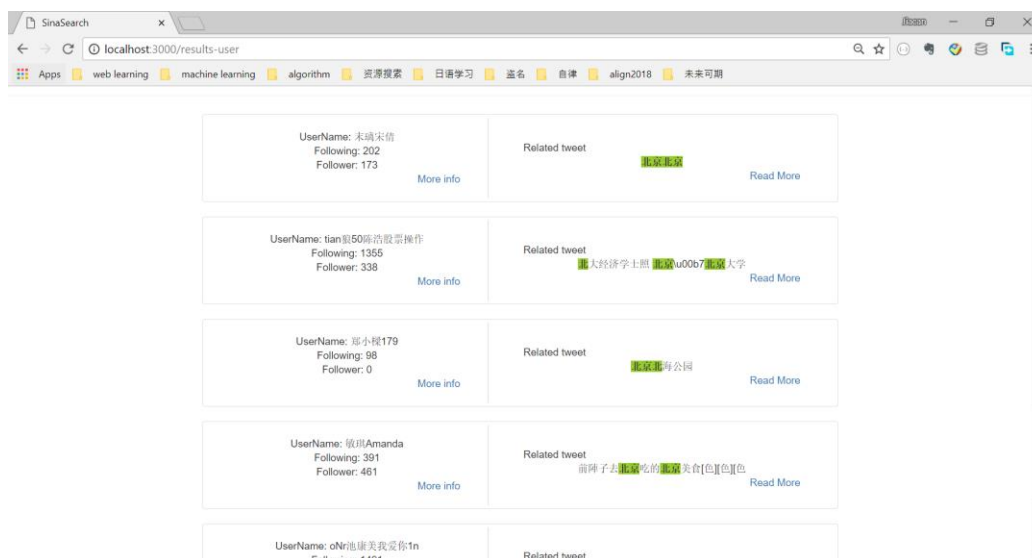 SinaSearch
localhost:3000/results-user
Apps web learning machine learning algorithm 资源搜索 日语学习 盗名 自律 align2018 未来可期
UserName: 末璃宋倩
Following: 202
Follower: 173
More info
Related tweet
北京北京
Read More
UserName: tian狼50陈浩股票操作
Following: 1355
Follower: 338
More info
Related tweet
北大经济学士照 北京\u00b7北京大学
Read More
UserName: 郑小樱179
Following: 98
Follower: 0
More info
Related tweet
北京北海公园
Read More
UserName: 敏琪Amanda
Following: 391
Follower: 461
More info
Related tweet
前陣子去北京吃的北京美食[色][色][色
Read More
UserName: oNr池康美我爱你1n
Related tweet